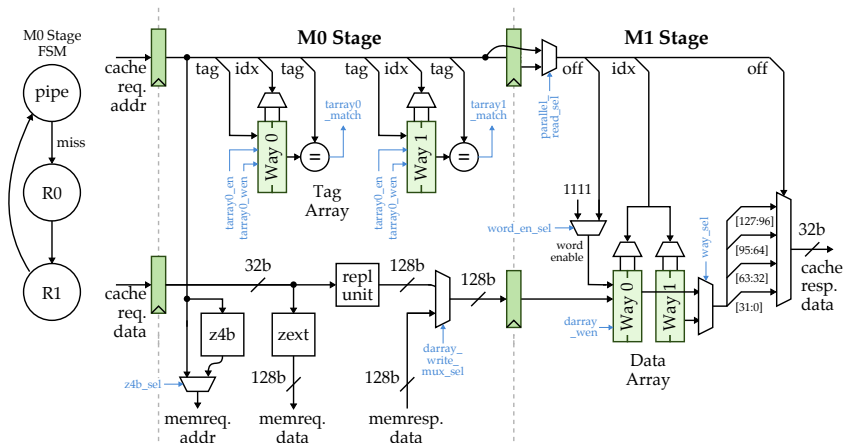 M0 Stage
FSM
pipe
miss
R0
R1
cache
req.
addr
M0 Stage
tag
idx
tag
tag
idx
tag
Way 0
=
tarray0
_match
tarray0_en
tarray0_wen
Tag
Array
Way 1
=
tarray1
_match
tarray0_en
tarray0_wen
M1 Stage
parallel_
read_sel
off
idx
off
1111
word_en_sel
word
enable
Way 0
Way 1
darray_
wen
Data
Array
way_sel
[127:96]
[95:64]
[63:32]
[31:0]
32b
cache
resp.
data
cache
req.
data
32b
repl
unit
128b
128b
z4b
zext
z4b_sel
128b
128b
darray_
write_
mux_sel
memreq.
addr
memreq.
data
memresp.
data